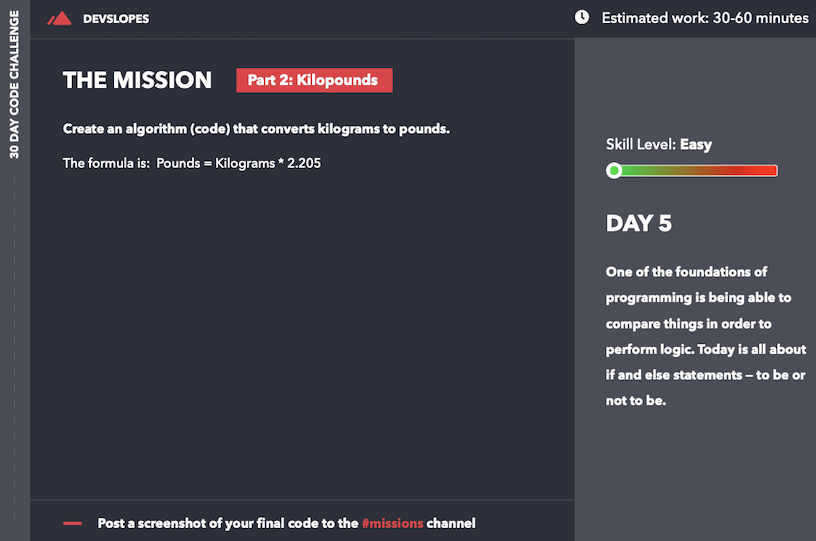 30 DAY CODE CHALLENGE
DEVSLOPES
Estimated work: 30-60 minutes
THE MISSION
Part 2: Kilopounds
Create an algorithm (code) that converts kilograms to pounds.
The formula is: Pounds = Kilograms * 2.205
Skill Level: Easy
DAY 5
One of the foundations of
programming is being able to
compare things in order to
perform logic. Today is all about
if and else statements – to be or
not to be.
Post a screenshot of your final code to the #missions channel